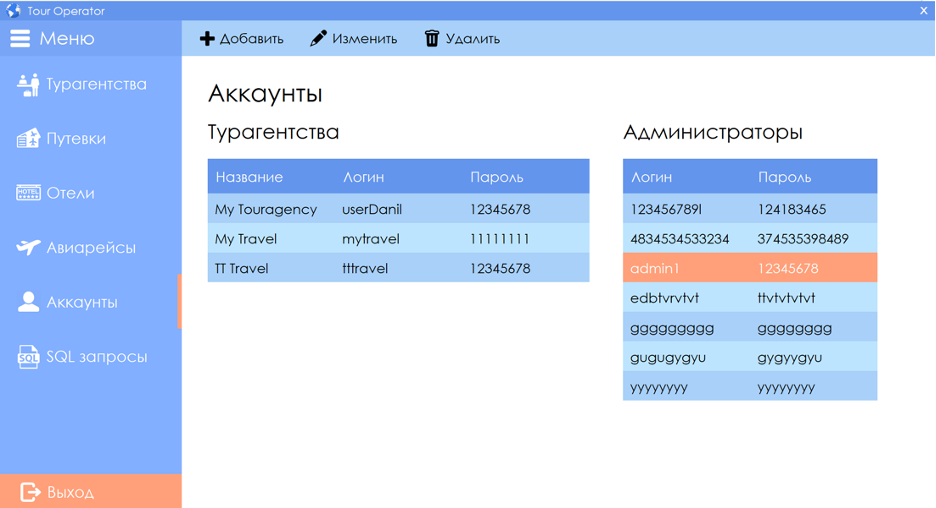 Tour Operator X
Меню
Добавить Изменить Удалить
Турагентства
Путевки
HOTEL Отели
Авиарейсы
Аккаунты
SQL SQL запросы
Выход
Аккаунты
Турагентства
Название Логин Пароль
My Touragency userDanil 12345678
My Travel mytravel 11111111
TT Travel tttravel 12345678
Администраторы
Логин Пароль
123456789l 124183465
4834534533234 374535398489
admin1 12345678
edbtvrvtvt ttvtvtvtvt
ggggggggg gggggggg
gugugygyu gygyygyu
yyyyyyyy yyyyyyyy